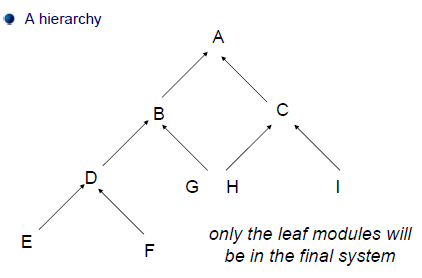 A hierarchy
A
B
C
D
G
H
I
E
F
only the leaf modules will
be in the final system